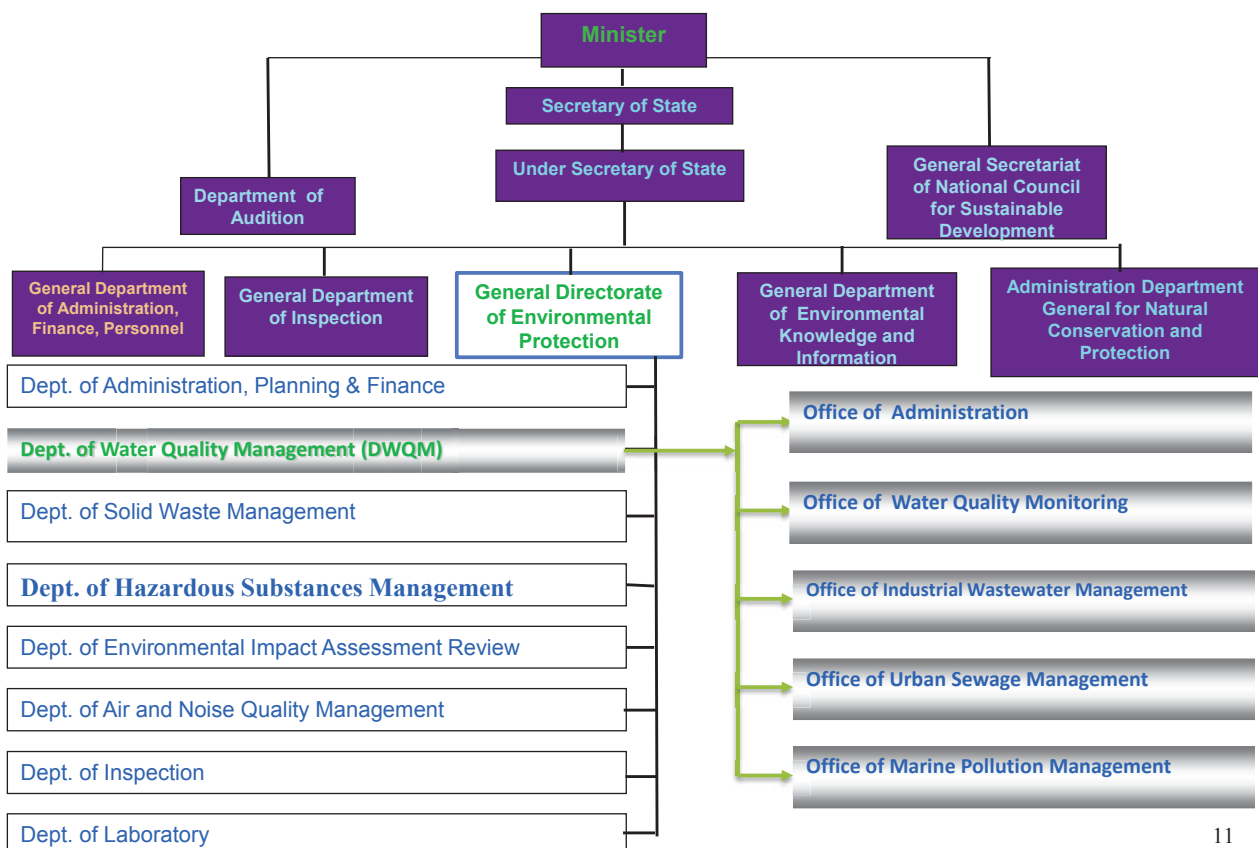 Minister
Secretary of State
Under Secretary of State
Department of
Audition
General Secretariat
of National Council
for Sustainable
Development
General Department
of Administration,
Finance, Personnel
General Department
of Inspection
General Directorate
of Environmental
Protection
General Department
of Environmental
Knowledge and
Information
Administration Department
General for Natural
Conservation and
Protection
Dept. of Administration, Planning & Finance
Dept. of Water Quality Management (DWQM)
Dept. of Solid Waste Management
Dept. of Hazardous Substances Management
Dept. of Environmental Impact Assessment Review
Dept. of Air and Noise Quality Management
Dept. of Inspection
Dept. of Laboratory
Office of Administration
Office of Water Quality Monitoring
Office of Industrial Wastewater Management
Office of Urban Sewage Management
Office of Marine Pollution Management
11